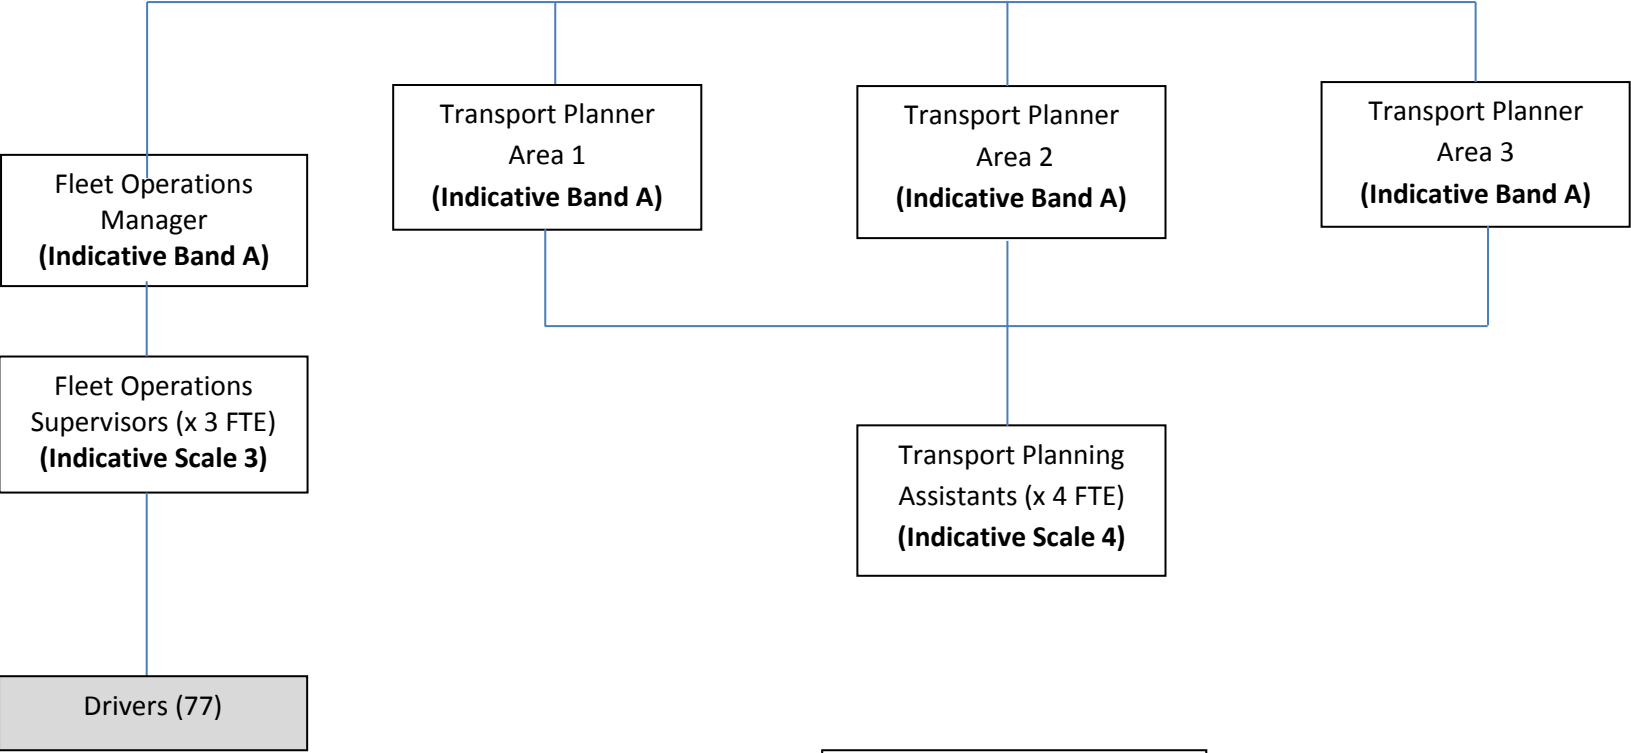 Transport Planner
Area 1
(Indicative Band A)
Transport Planner
Area 2
(Indicative Band A)
Transport Planner
Area 3
(Indicative Band A)
Fleet Operations
Manager
(Indicative Band A)
Fleet Operations
Supervisors (x 3 FTE)
(Indicative Scale 3)
Transport Planning
Assistants (x 4 FTE)
(Indicative Scale 4)
Drivers (77)